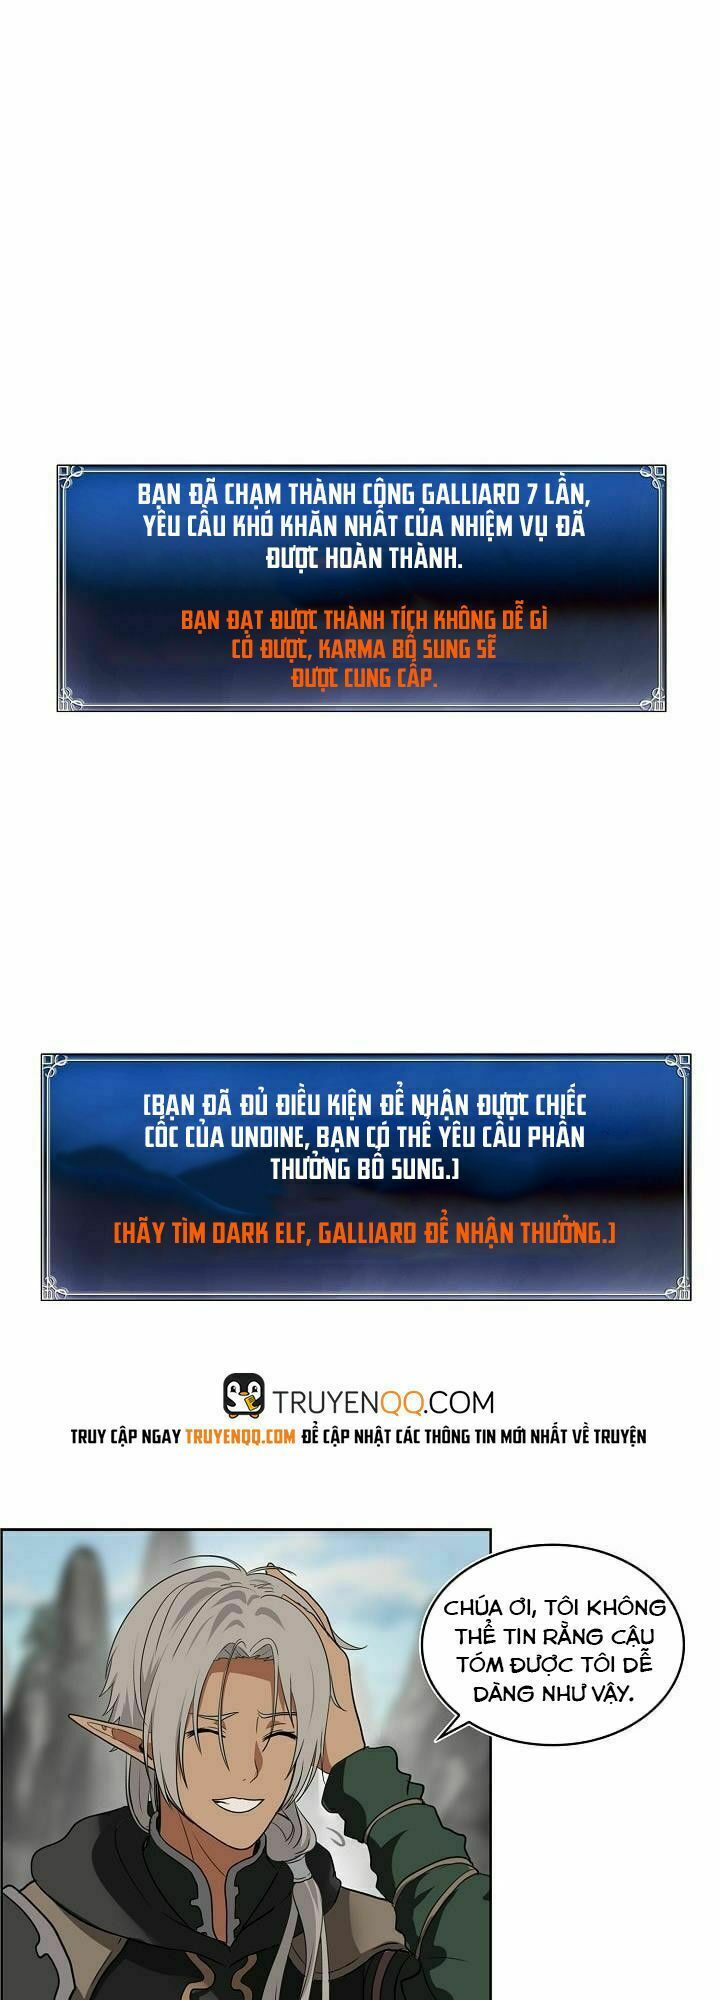 BẠN ĐÃ CHẠM THÀNH CÔNG GALLIARD 7 LẦN,
YÊU CẦU KHÓ KHĂN NHẤT CỦA NHIỆM VỤ ĐÃ
ĐƯỢC HOÀN THÀNH.
BẠN ĐẠT ĐƯỢC THÀNH TÍCH KHÔNG DỄ GÌ
CÓ ĐƯỢC, KARMA BỔ SUNG SẼ
ĐƯỢC CUNG CẤP.
[BẠN ĐÃ ĐỦ ĐIỀU KIỆN ĐỂ NHẬN ĐƯỢC CHIẾC
CỐC CỦA UNDINE, BẠN CÓ THỂ YÊU CẦU PHẦN
THƯỞNG BỔ SUNG.]
[HÃY TÌM DARK ELF, GALLIARD ĐỂ NHẬN THƯỞNG.]
TRUYENQQ.COM
TRUY CẬP NGAY TRUYENQQ.COM ĐỂ CẬP NHẬT CÁC THÔNG TIN MỚI NHẤT VỀ TRUYỆN
CHÚA ƠI, TÔI KHÔNG
THỂ TIN RẰNG CẬU
TÓM ĐƯỢC TÔI DỄ
DÀNG NHƯ VẬY.